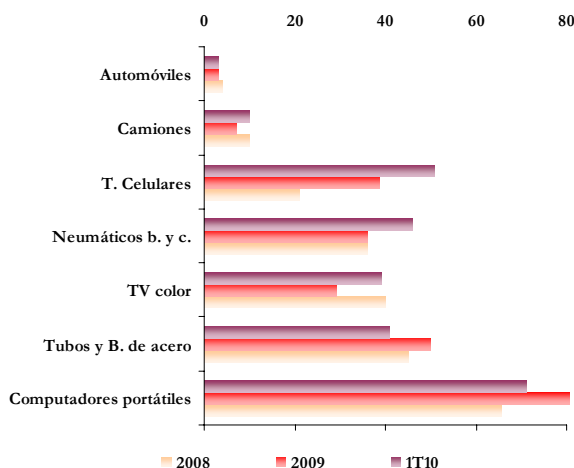 0 20 40 60 80
Automóviles
Camiones
T. Celulares
Neumáticos b. y c.
TV color
Tubos y B. de acero
Computadores portátiles
2008 2009 1T10